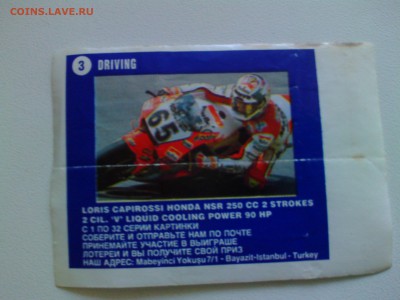 COINS.LAVE.RU
3 DRIVING
65
LORIS CAPIROSSI HONDA NSR 250 CC 2 STROKES
2 CIL. "V" LIQUID COOLING POWER 90 HP
С 1 ПО 32 СЕРИИ КАРТИНКИ
СОБЕРИТЕ И ОТПРАВЬТЕ НАМ ПО ПОЧТЕ
ПРИНЕМАЙТЕ УЧАСТИЕ В ВЫИГРАШЕ
ЛОТЕРЕИ И ВЫ ПОЛУЧИТЕ СВОЙ ПРИЗ
НАШ АДРЕС: Mabeyinci Yokuşu 7/1 - Bayazit-Istanbul - Turkey